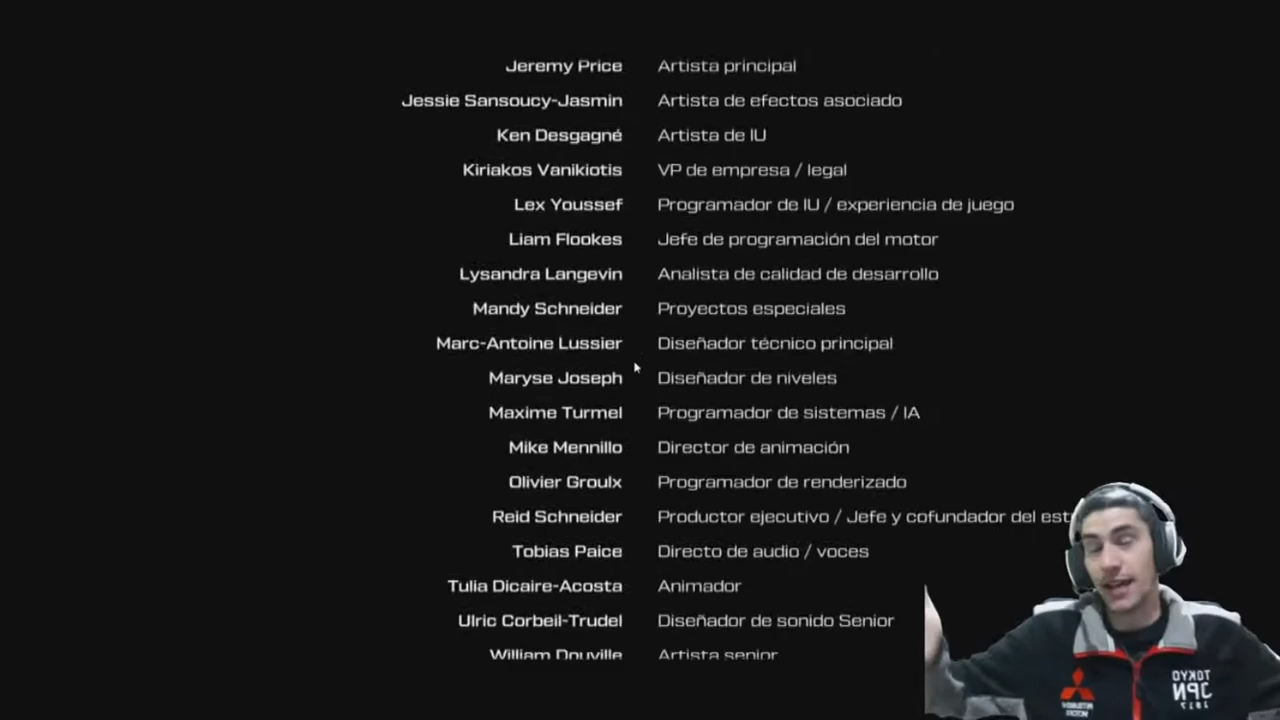 Jeremy Price Artista principal
Jessie Sansoucy-Jasmin Artista de efectos asociado
Ken Desgagné Artista de IU
Kiriakos Vanikiotis VP de empresa / legal
Lex Youssef Programador de IU / experiencia de juego
Liam Flookes Jefe de programación del motor
Lysandra Langevin Analista de calidad de desarrollo
Mandy Schneider Proyectos especiales
Marc-Antoine Lussier Diseñador técnico principal
Maryse Joseph Diseñador de niveles
Maxime Turmel Programador de sistemas / IA
Mike Mennillo Director de animación
Olivier Groulx Programador de renderizado
Reid Schneider Productor ejecutivo / Jefe y cofundador del
Tobias Paice Directo de audio / voces
Tulia Dicaire-Acosta Animador
Ulric Corbeil-Trudel Diseñador de sonido Senior
William Douville Artista senior
TOKYO
JPN
2017
MITSUBISHI
MOTORS